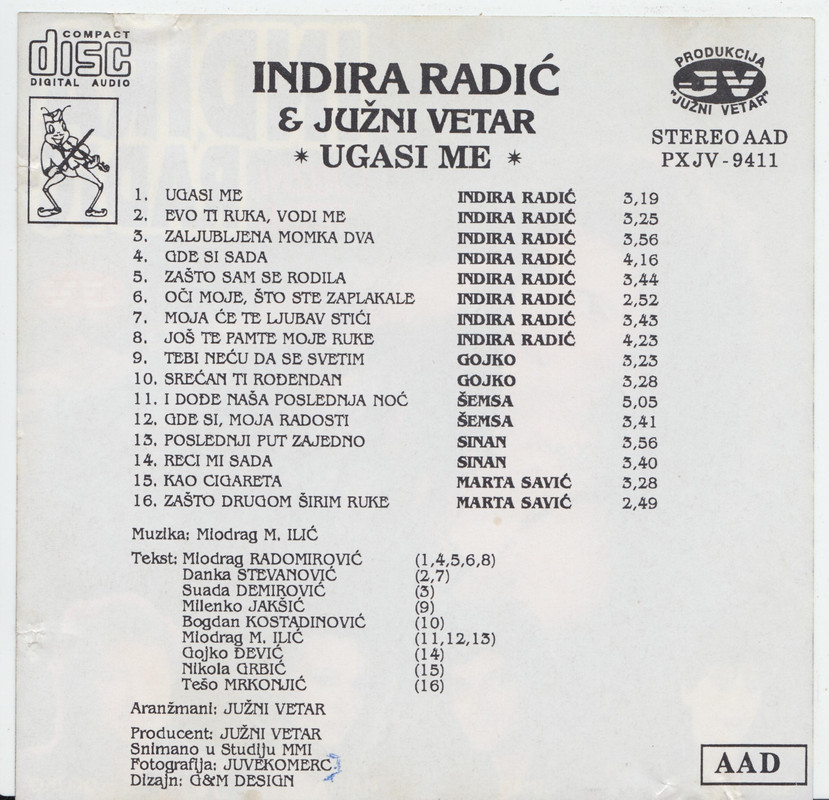 COMPACT
disc
DIGITAL AUDIO
INDIRA RADIĆ
& JUŽNI VETAR
* UGASI ME *
PRODUKCIJA
JV
"JUŽNI VETAR"
STEREO AAD
PXJV-9411
1. UGASI ME INDIRA RADIĆ 3,19
2. EVO TI RUKA, VODI ME INDIRA RADIĆ 3,25
3. ZALJUBLJENA MOMKA DVA INDIRA RADIĆ 3,56
4. GDE SI SADA INDIRA RADIĆ 4,16
5. ZAŠTO SAM SE RODILA INDIRA RADIĆ 3,44
6. OČI MOJE, ŠTO STE ZAPLAKALE INDIRA RADIĆ 2,52
7. MOJA ĆE TE LJUBAV STIĆI INDIRA RADIĆ 3,43
8. JOŠ TE PAMTE MOJE RUKE INDIRA RADIĆ 4,23
9. TEBI NEĆU DA SE SVETIM GOJKO 3,23
10. SREĆAN TI ROĐENDAN GOJKO 3,28
11. I DOĐE NAŠA POSLEDNJA NOĆ ŠEMSA 5,05
12. GDE SI, MOJA RADOSTI ŠEMSA 3,41
13. POSLEDNJI PUT ZAJEDNO SINAN 3,56
14. RECI MI SADA SINAN 3,40
15. KAO CIGARETA MARTA SAVIĆ 3,28
16. ZAŠTO DRUGOM ŠIRIM RUKE MARTA SAVIĆ 2,49
Muzika: Miodrag M. ILIĆ
Tekst: Miodrag RADOMIROVIĆ (1,4,5,6,8)
Danka STEVANOVIĆ (2,7)
Suada DEMIROVIĆ (3)
Milenko JAKŠIĆ (9)
Bogdan KOSTADINOVIĆ (10)
Miodrag M. ILIĆ (11,12,13)
Gojko ĐEVIĆ (14)
Nikola GRBIĆ (15)
Tešo MRKONJIĆ (16)
Aranžmani: JUŽNI VETAR
Producent: JUŽNI VETAR
Snimano u Studiju MMI
Fotografija: JUVEKOMERC
Dizajn: G&M DESIGN
AAD